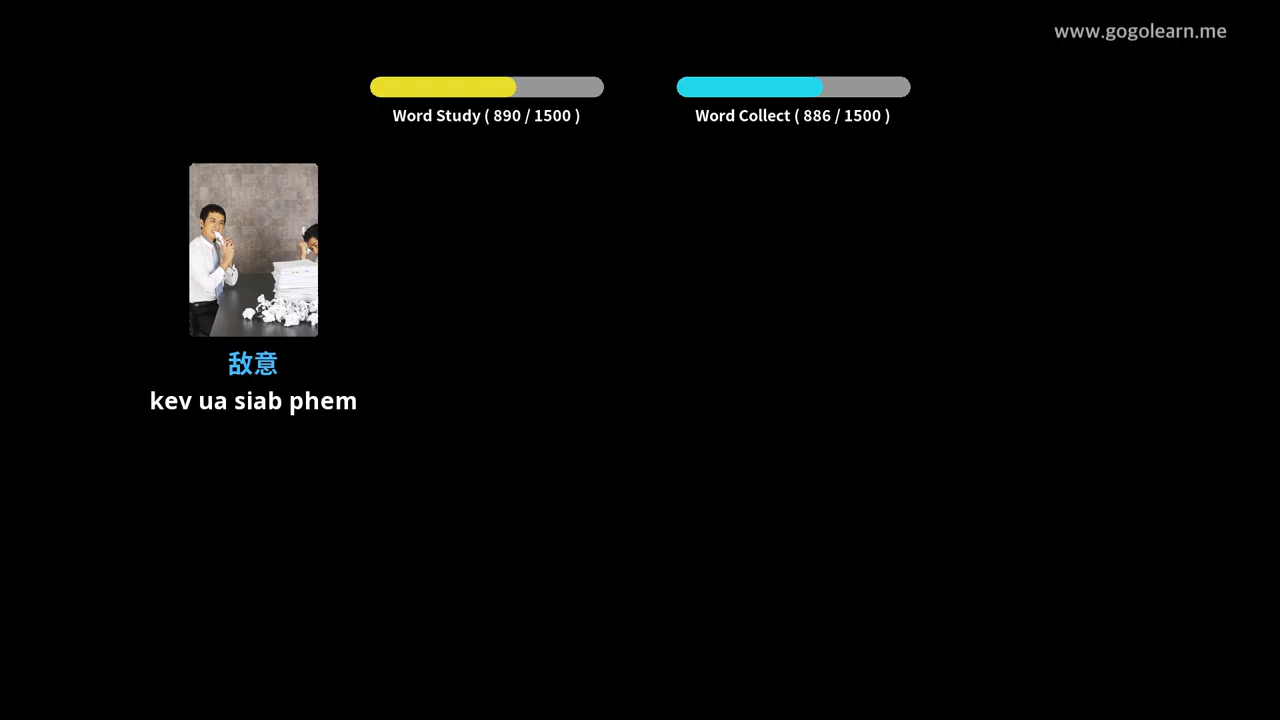 www.gogolearn.me
Word Study ( 890 / 1500 )
Word Collect ( 886 / 1500 )
敌意
kev ua siab phem